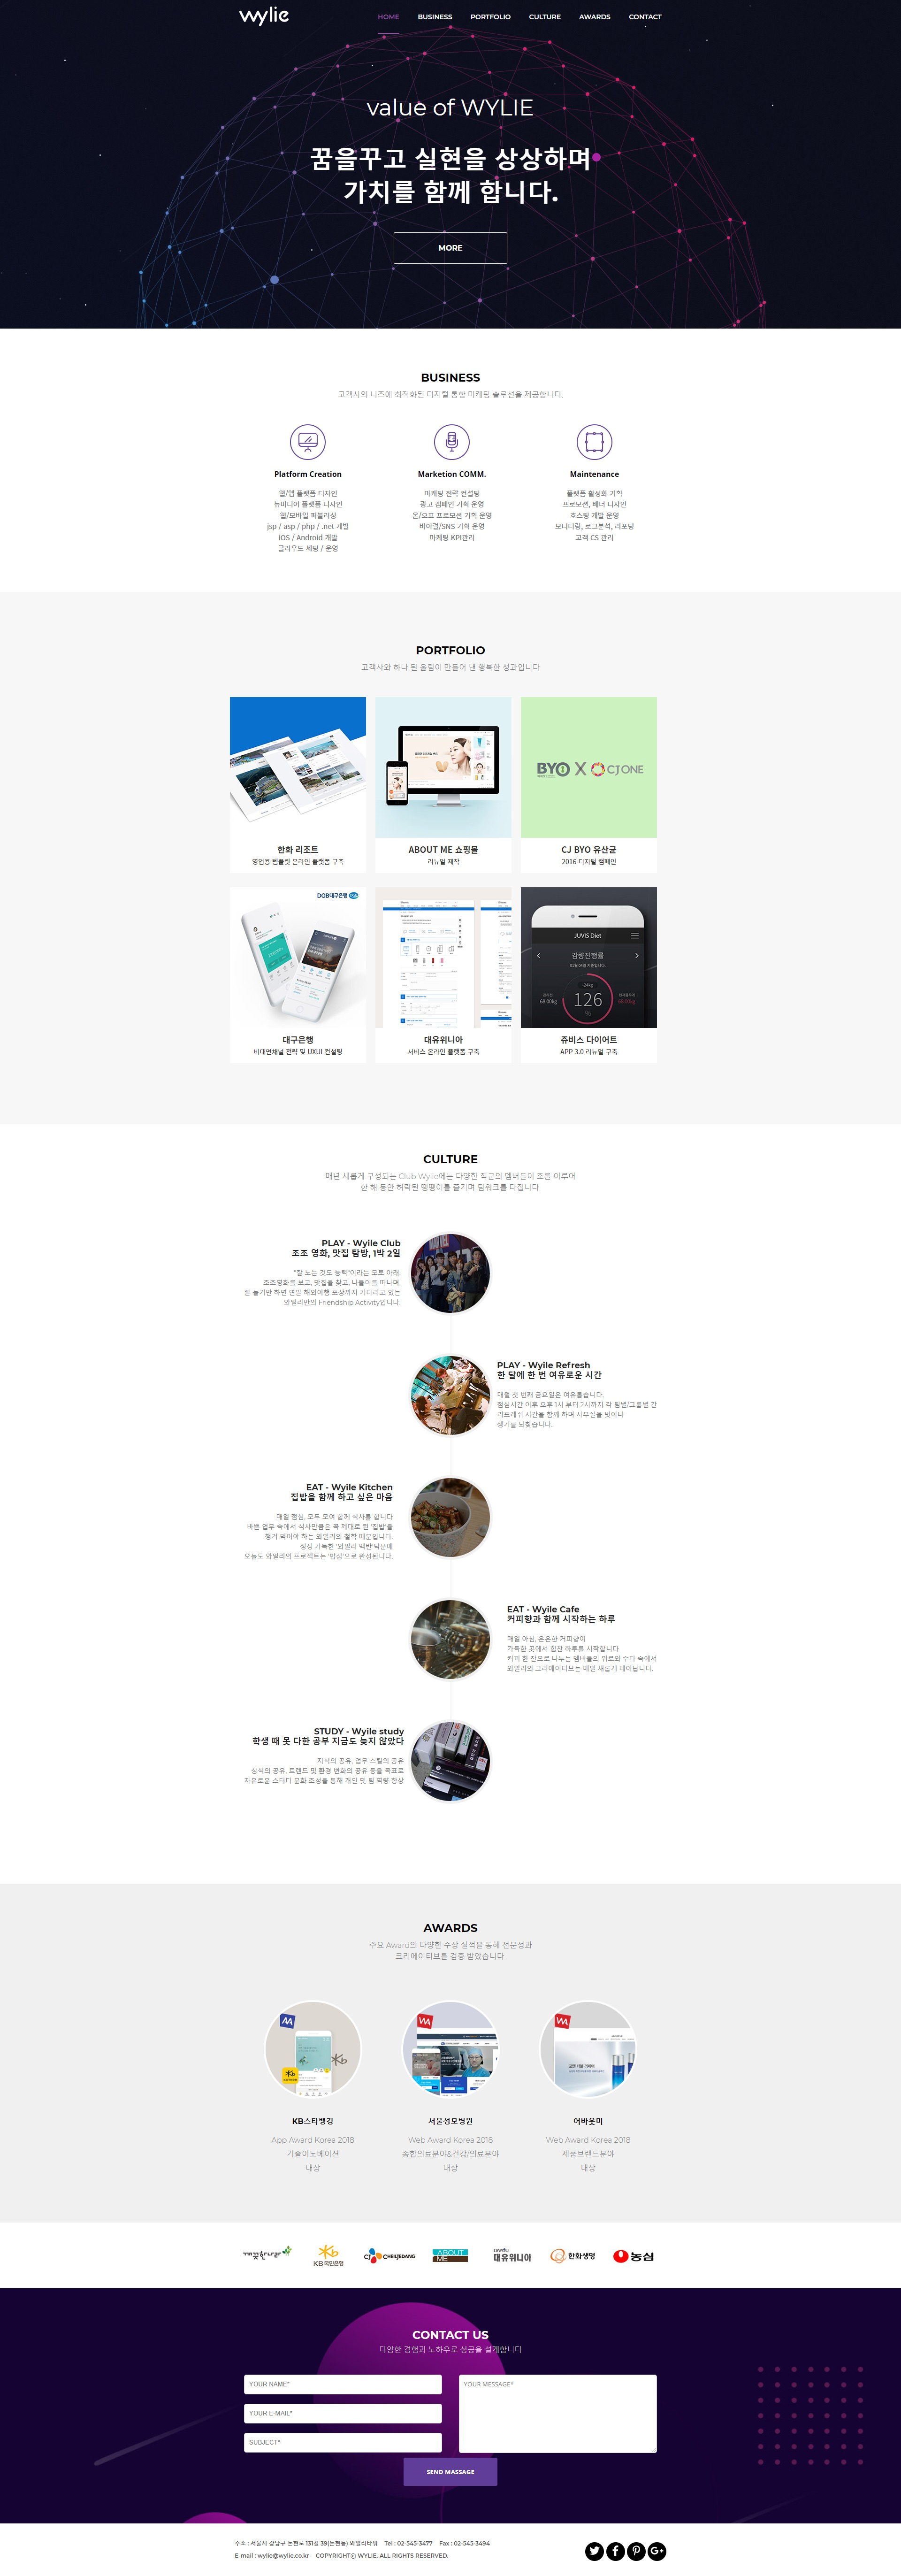 wylie
HOME BUSINESS PORTFOLIO CULTURE AWARDS CONTACT
value of WYLIE
꿈을꾸고 실현을 상상하며
가치를 함께 합니다.
MORE
BUSINESS
고객사의 니즈에 최적화된 디지털 통합 마케팅 솔루션을 제공합니다.
Platform Creation
웹/앱 플랫폼 디자인
뉴미디어 플랫폼 디자인
웹/모바일 퍼블리싱
jsp / asp / php / .net 개발
iOS / Android 개발
클라우드 세팅 / 운영
Marketion COMM.
마케팅 전략 컨설팅
광고 캠페인 기획 운영
온/오프 프로모션 기획 운영
바이럴/SNS 기획 운영
마케팅 KPI관리
Maintenance
플랫폼 활성화 기획
프로모션, 배너 디자인
호스팅 개발 운영
모니터링, 로그분석, 리포팅
고객 CS 관리
PORTFOLIO
고객사와 하나 된 울림이 만들어 낸 행복한 성과입니다
한화 리조트
영업용 템플릿 온라인 플랫폼 구축
ABOUT ME 쇼핑몰
리뉴얼 제작
BYO X CJ ONE
CJ BYO 유산균
2016 디지털 캠페인
DGB대구은행
대구은행
비대면채널 전략 및 UXUI 컨설팅
대유위니아
서비스 온라인 플랫폼 구축
JUVIS Diet
감량진행률
-24kg
68.00kg
126
%
쥬비스 다이어트
APP 3.0 리뉴얼 구축
CULTURE
매년 새롭게 구성되는 Club Wylie에는 다양한 직군의 멤버들이 조를 이루어
한 해 동안 허락된 땡땡이를 즐기며 팀워크를 다집니다.
PLAY - Wyile Club
조조 영화, 맛집 탐방, 1박 2일
"잘 노는 것도 능력"이라는 모토 아래,
조조영화를 보고, 맛집을 찾고, 나들이를 떠나며,
잘 놀기만 하면 연말 해외여행 포상까지 기다리고 있는
와일리만의 Friendship Activity입니다.
PLAY - Wyile Refresh
한 달에 한 번 여유로운 시간
매월 첫 번째 금요일은 여유롭습니다.
점심시간 이후 오후 1시 부터 2시까지 각 팀별/그룹별 간
리프레쉬 시간을 함께 하며 사무실을 벗어나
생기를 되찾습니다.
EAT - Wyile Kitchen
집밥을 함께 하고 싶은 마음
매일 점심, 모두 모여 함께 식사를 합니다
바쁜 업무 속에서 식사만큼은 꼭 제대로 된 '집밥'을
챙겨 먹어야 하는 와일리의 철학 때문입니다.
정성 가득한 '와일리 백반'덕분에
오늘도 와일리의 프로젝트는 '밥심'으로 완성됩니다.
EAT - Wyile Cafe
커피향과 함께 시작하는 하루
매일 아침, 은은한 커피향이
가득한 곳에서 힘찬 하루를 시작합니다
커피 한 잔으로 나누는 멤버들의 위로와 수다 속에서
와일리의 크리에이티브는 매일 새롭게 태어납니다.
STUDY - Wyile study
학생 때 못 다한 공부 지금도 늦지 않았다
지식의 공유, 업무 스킬의 공유
상식의 공유, 트렌드 및 환경 변화의 공유 등을 목표로
자유로운 스터디 문화 조성을 통해 개인 및 팀 역량 향상
AWARDS
주요 Award의 다양한 수상 실적을 통해 전문성과
크리에이티브를 검증 받았습니다.
KB스타뱅킹
App Award Korea 2018
기술이노베이션
대상
서울성모병원
Web Award Korea 2018
종합의료분야&건강/의료분야
대상
어바웃미
Web Award Korea 2018
제품브랜드분야
대상
깨끗한나라 KB 국민은행 CJ CHEILJEDANG ABOUT ME 대유위니아 한화생명 농심
CONTACT US
다양한 경험과 노하우로 성공을 설계합니다
YOUR NAME*
YOUR E-MAIL*
SUBJECT*
YOUR MESSAGE*
SEND MASSAGE
주소 : 서울시 강남구 논현로 131길 39(논현동) 와일리타워 Tel : 02-545-3477 Fax : 02-545-3494
E-mail : wylie@wylie.co.kr COPYRIGHTⓒ WYLIE. ALL RIGHTS RESERVED.